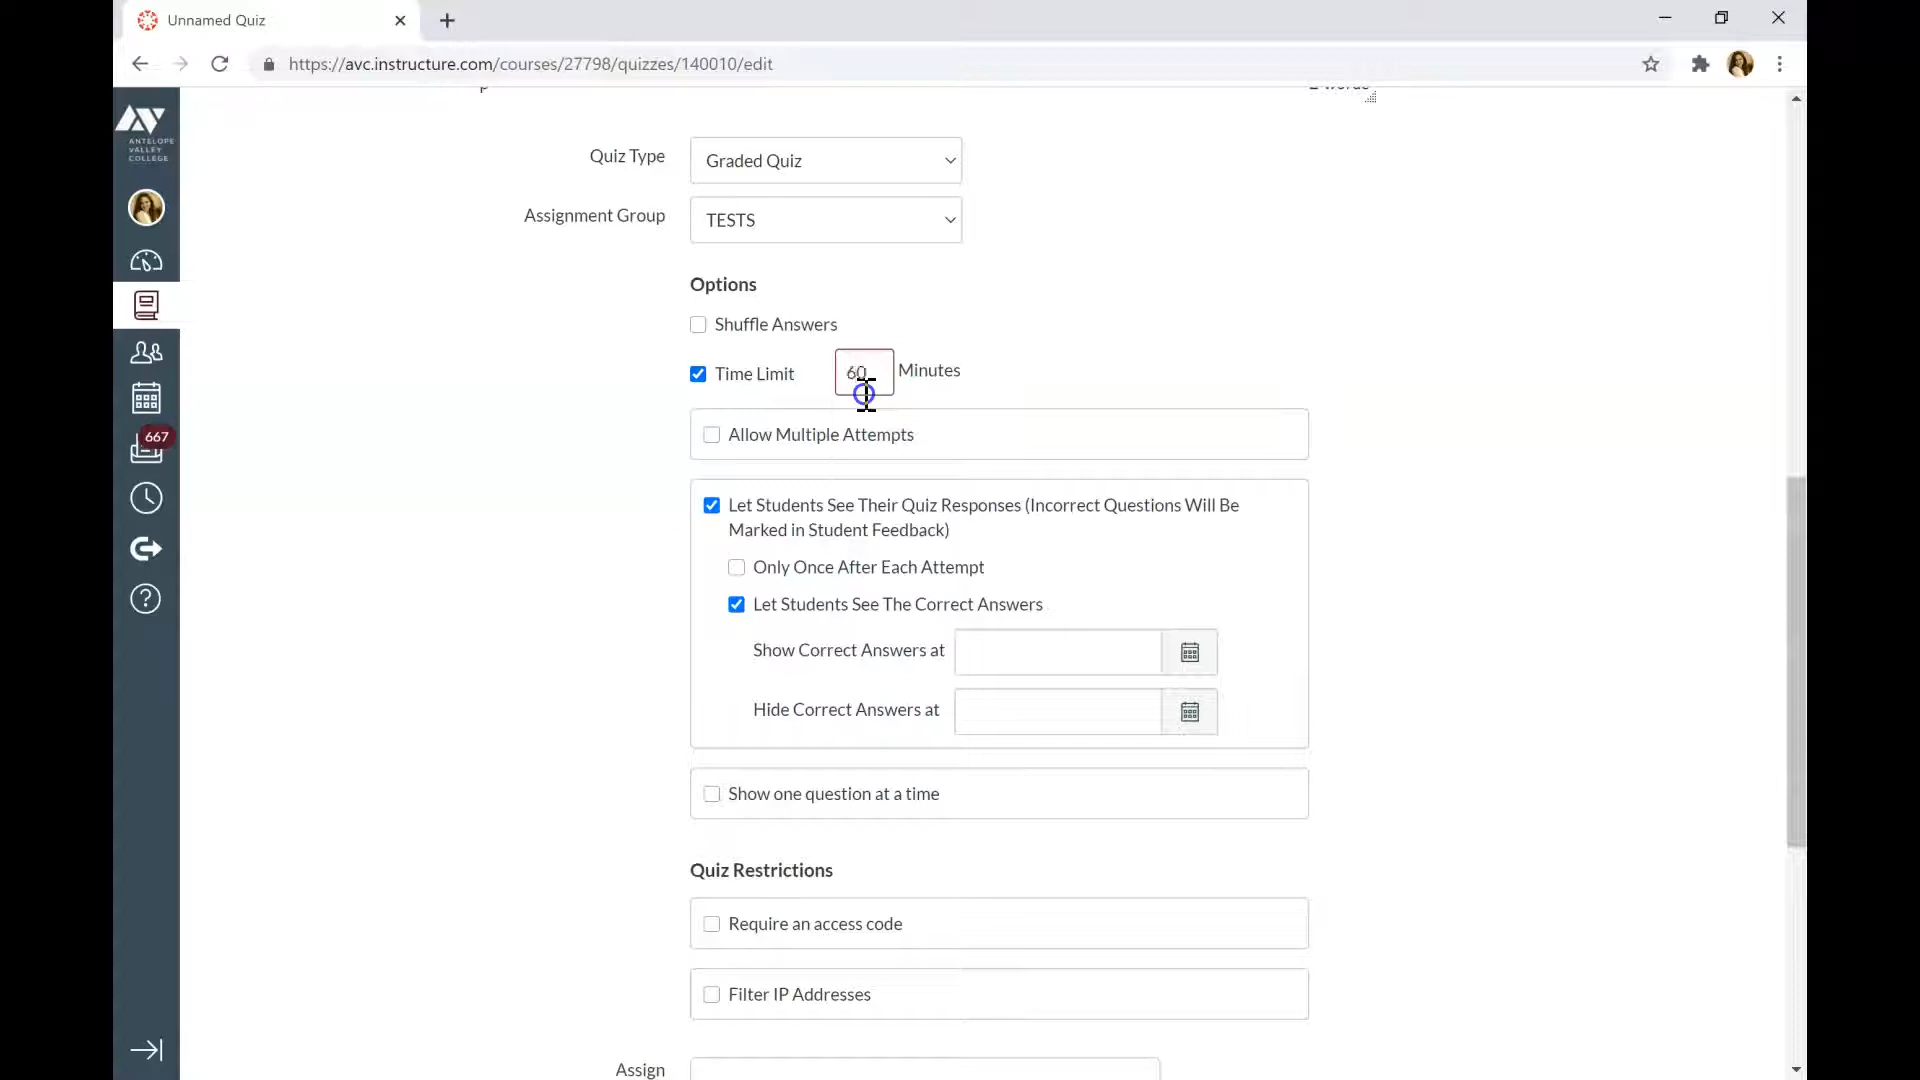 Unnamed Quiz
https://avc.instructure.com/courses/27798/quizzes/140010/edit
ANTELOPE
VALLEY
COLLEGE
Quiz Type
Graded Quiz
Assignment Group
TESTS
Options
Shuffle Answers
Time Limit
60
Minutes
Allow Multiple Attempts
667
Let Students See Their Quiz Responses (Incorrect Questions Will Be
Marked in Student Feedback)
Only Once After Each Attempt
Let Students See The Correct Answers
Show Correct Answers at
Hide Correct Answers at
Show one question at a time
Quiz Restrictions
Require an access code
Filter IP Addresses
Assign